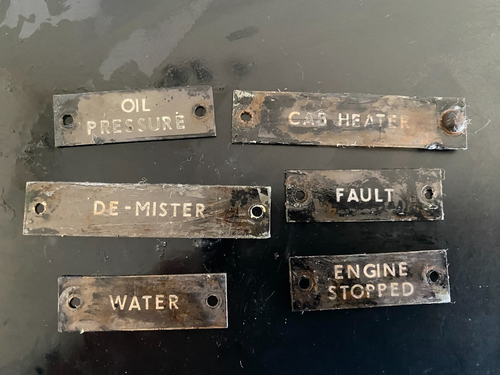 OIL
PRESSURE
CAB HEATER
DE-MISTER
FAULT
WATER
ENGINE
STOPPED